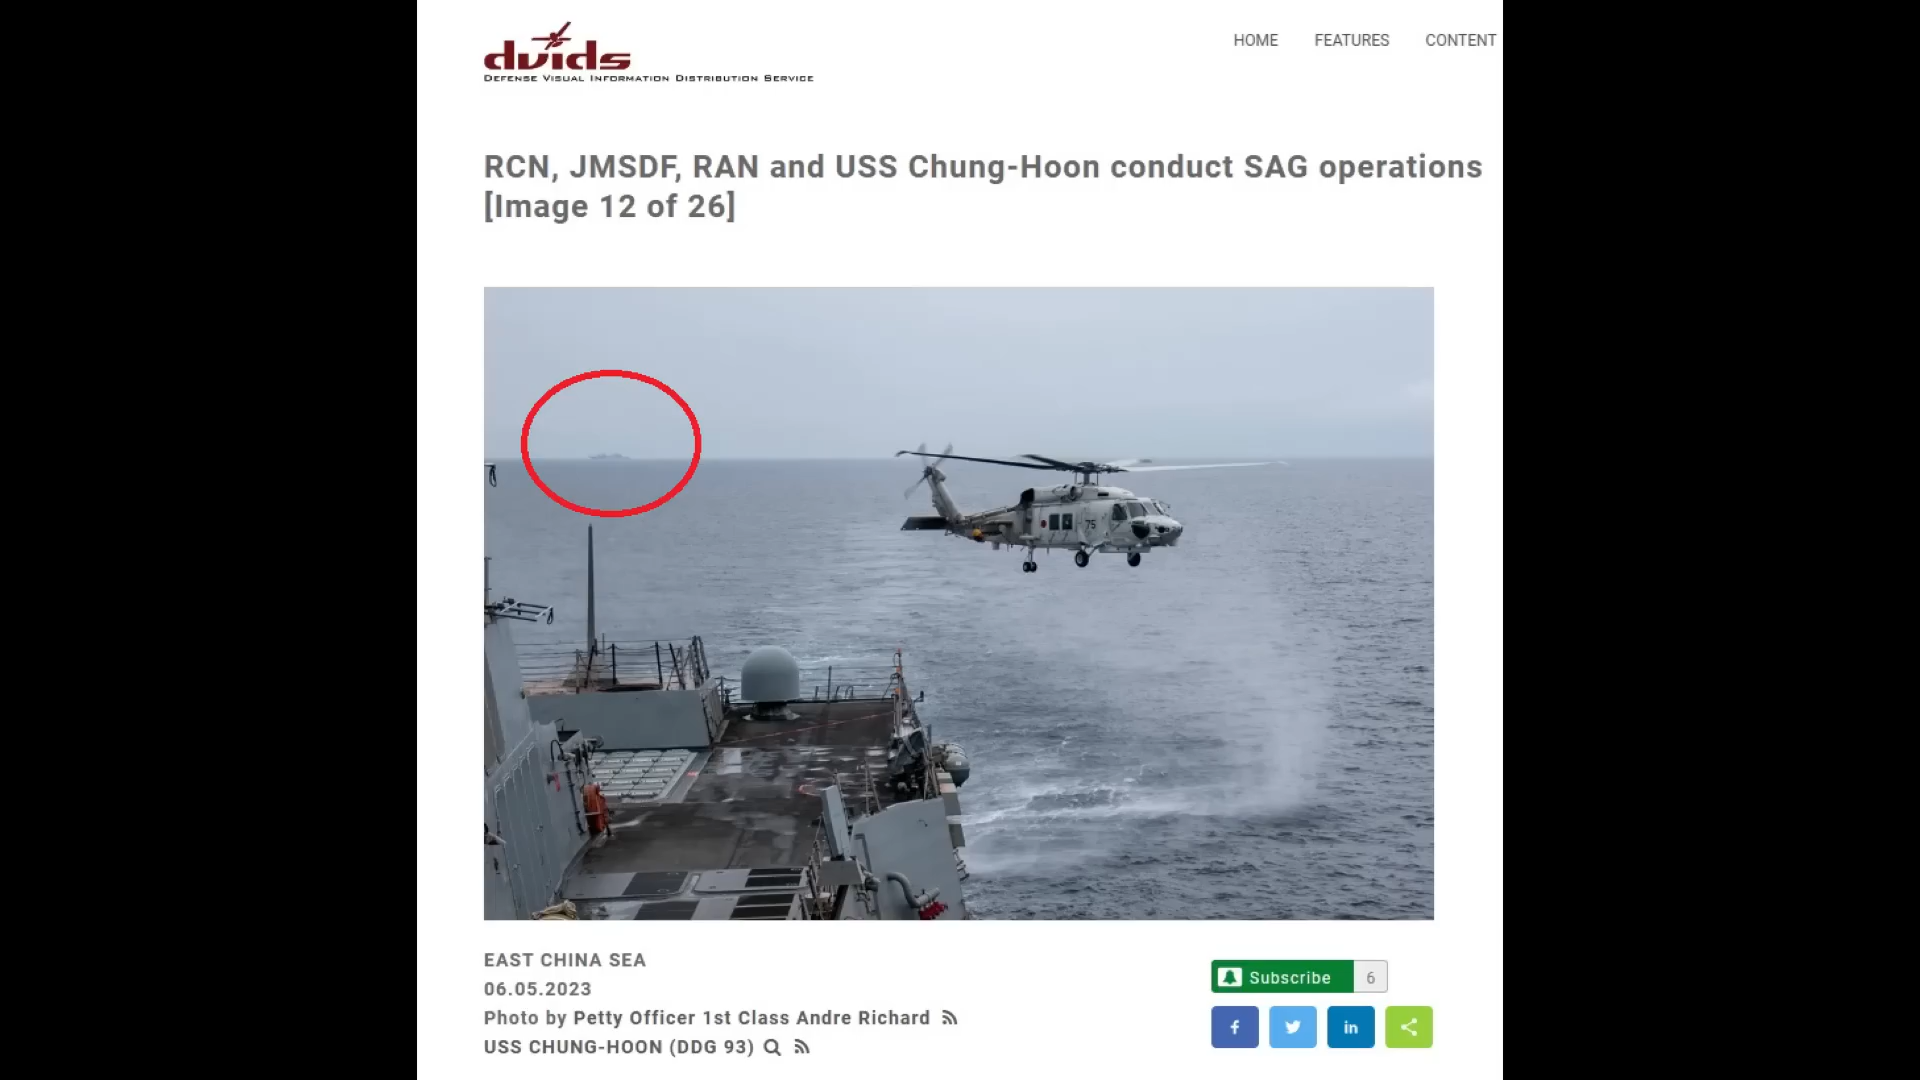 dvids
DEFENSE VISUAL INFORMATION DISTRIBUTION SERVICE
HOME FEATURES CONTENT
RCN, JMSDF, RAN and USS Chung-Hoon conduct SAG operations
[Image 12 of 26]
75
EAST CHINA SEA
06.05.2023
Photo by Petty Officer 1st Class Andre Richard
USS CHUNG-HOON (DDG 93)
Subscribe 6
f
in